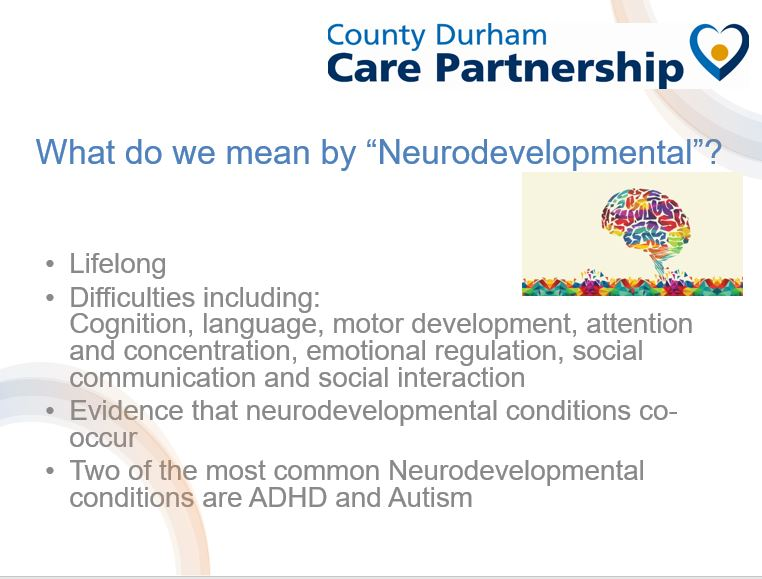 County Durham
Care Partnership
What do we mean by “Neurodevelopmental”?
• Lifelong
• Difficulties including:
Cognition, language, motor development, attention
and concentration, emotional regulation, social
communication and social interaction
• Evidence that neurodevelopmental conditions co-
occur
• Two of the most common Neurodevelopmental
conditions are ADHD and Autism